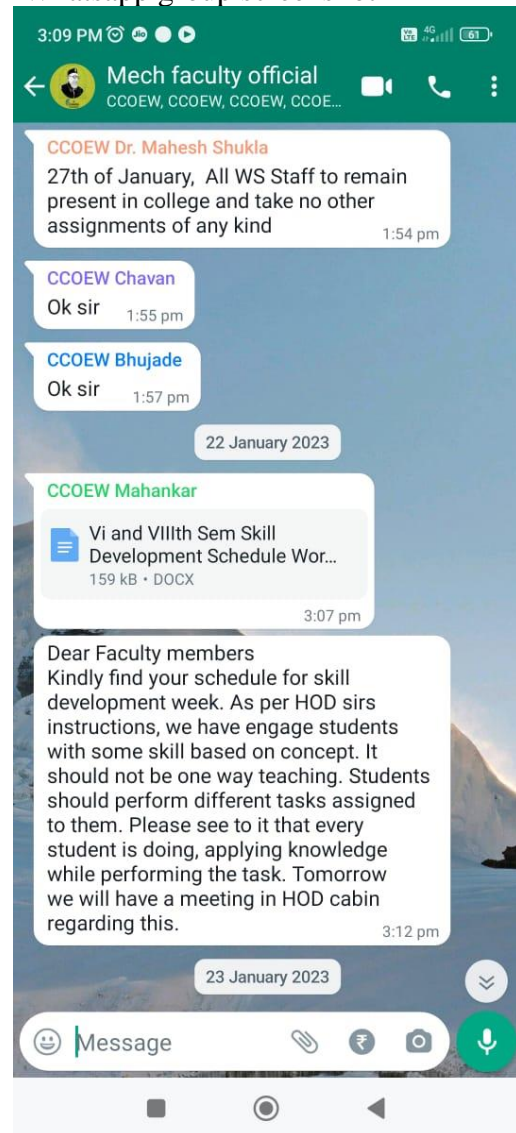 3:09 PM
4G
61
Mech faculty official
CCOEW, CCOEW, CCOEW, CCOE...
CCOEW Dr. Mahesh Shukla
27th of January, All WS Staff to remain
present in college and take no other
assignments of any kind
1:54 pm
CCOEW Chavan
Ok sir
1:55 pm
CCOEW Bhujade
Ok sir
1:57 pm
22 January 2023
CCOEW Mahankar
Vi and VIIIth Sem Skill
Development Schedule Wor...
159 kB • DOCX
3:07 pm
Dear Faculty members
Kindly find your schedule for skill
development week. As per HOD sirs
instructions, we have engage students
with some skill based on concept. It
should not be one way teaching. Students
should perform different tasks assigned
to them. Please see to it that every
student is doing, applying knowledge
while performing the task. Tomorrow
we will have a meeting in HOD cabin
regarding this.
3:12 pm
23 January 2023
Message